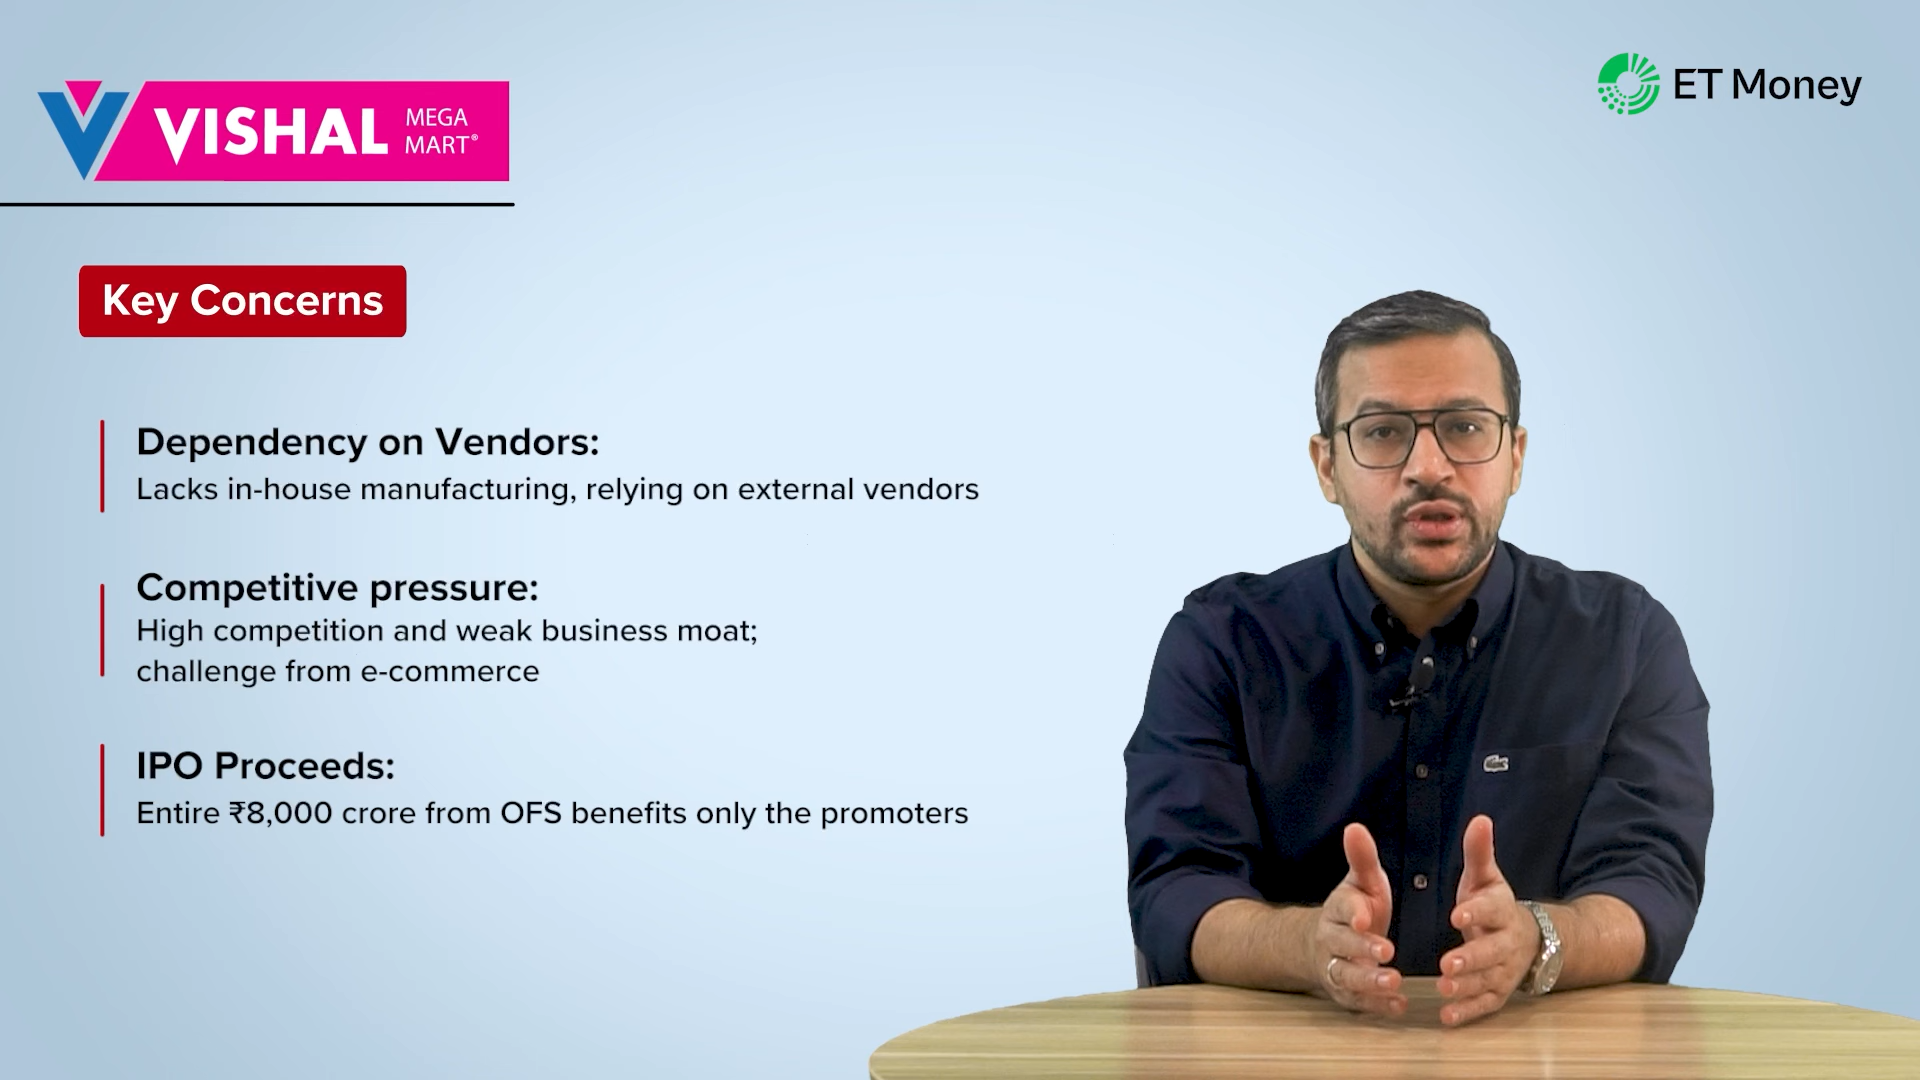 VISHAL MEGA MART®
ET Money
Key Concerns
Dependency on Vendors:
Lacks in-house manufacturing, relying on external vendors
Competitive pressure:
High competition and weak business moat;
challenge from e-commerce
IPO Proceeds:
Entire ₹8,000 crore from OFS benefits only the promoters